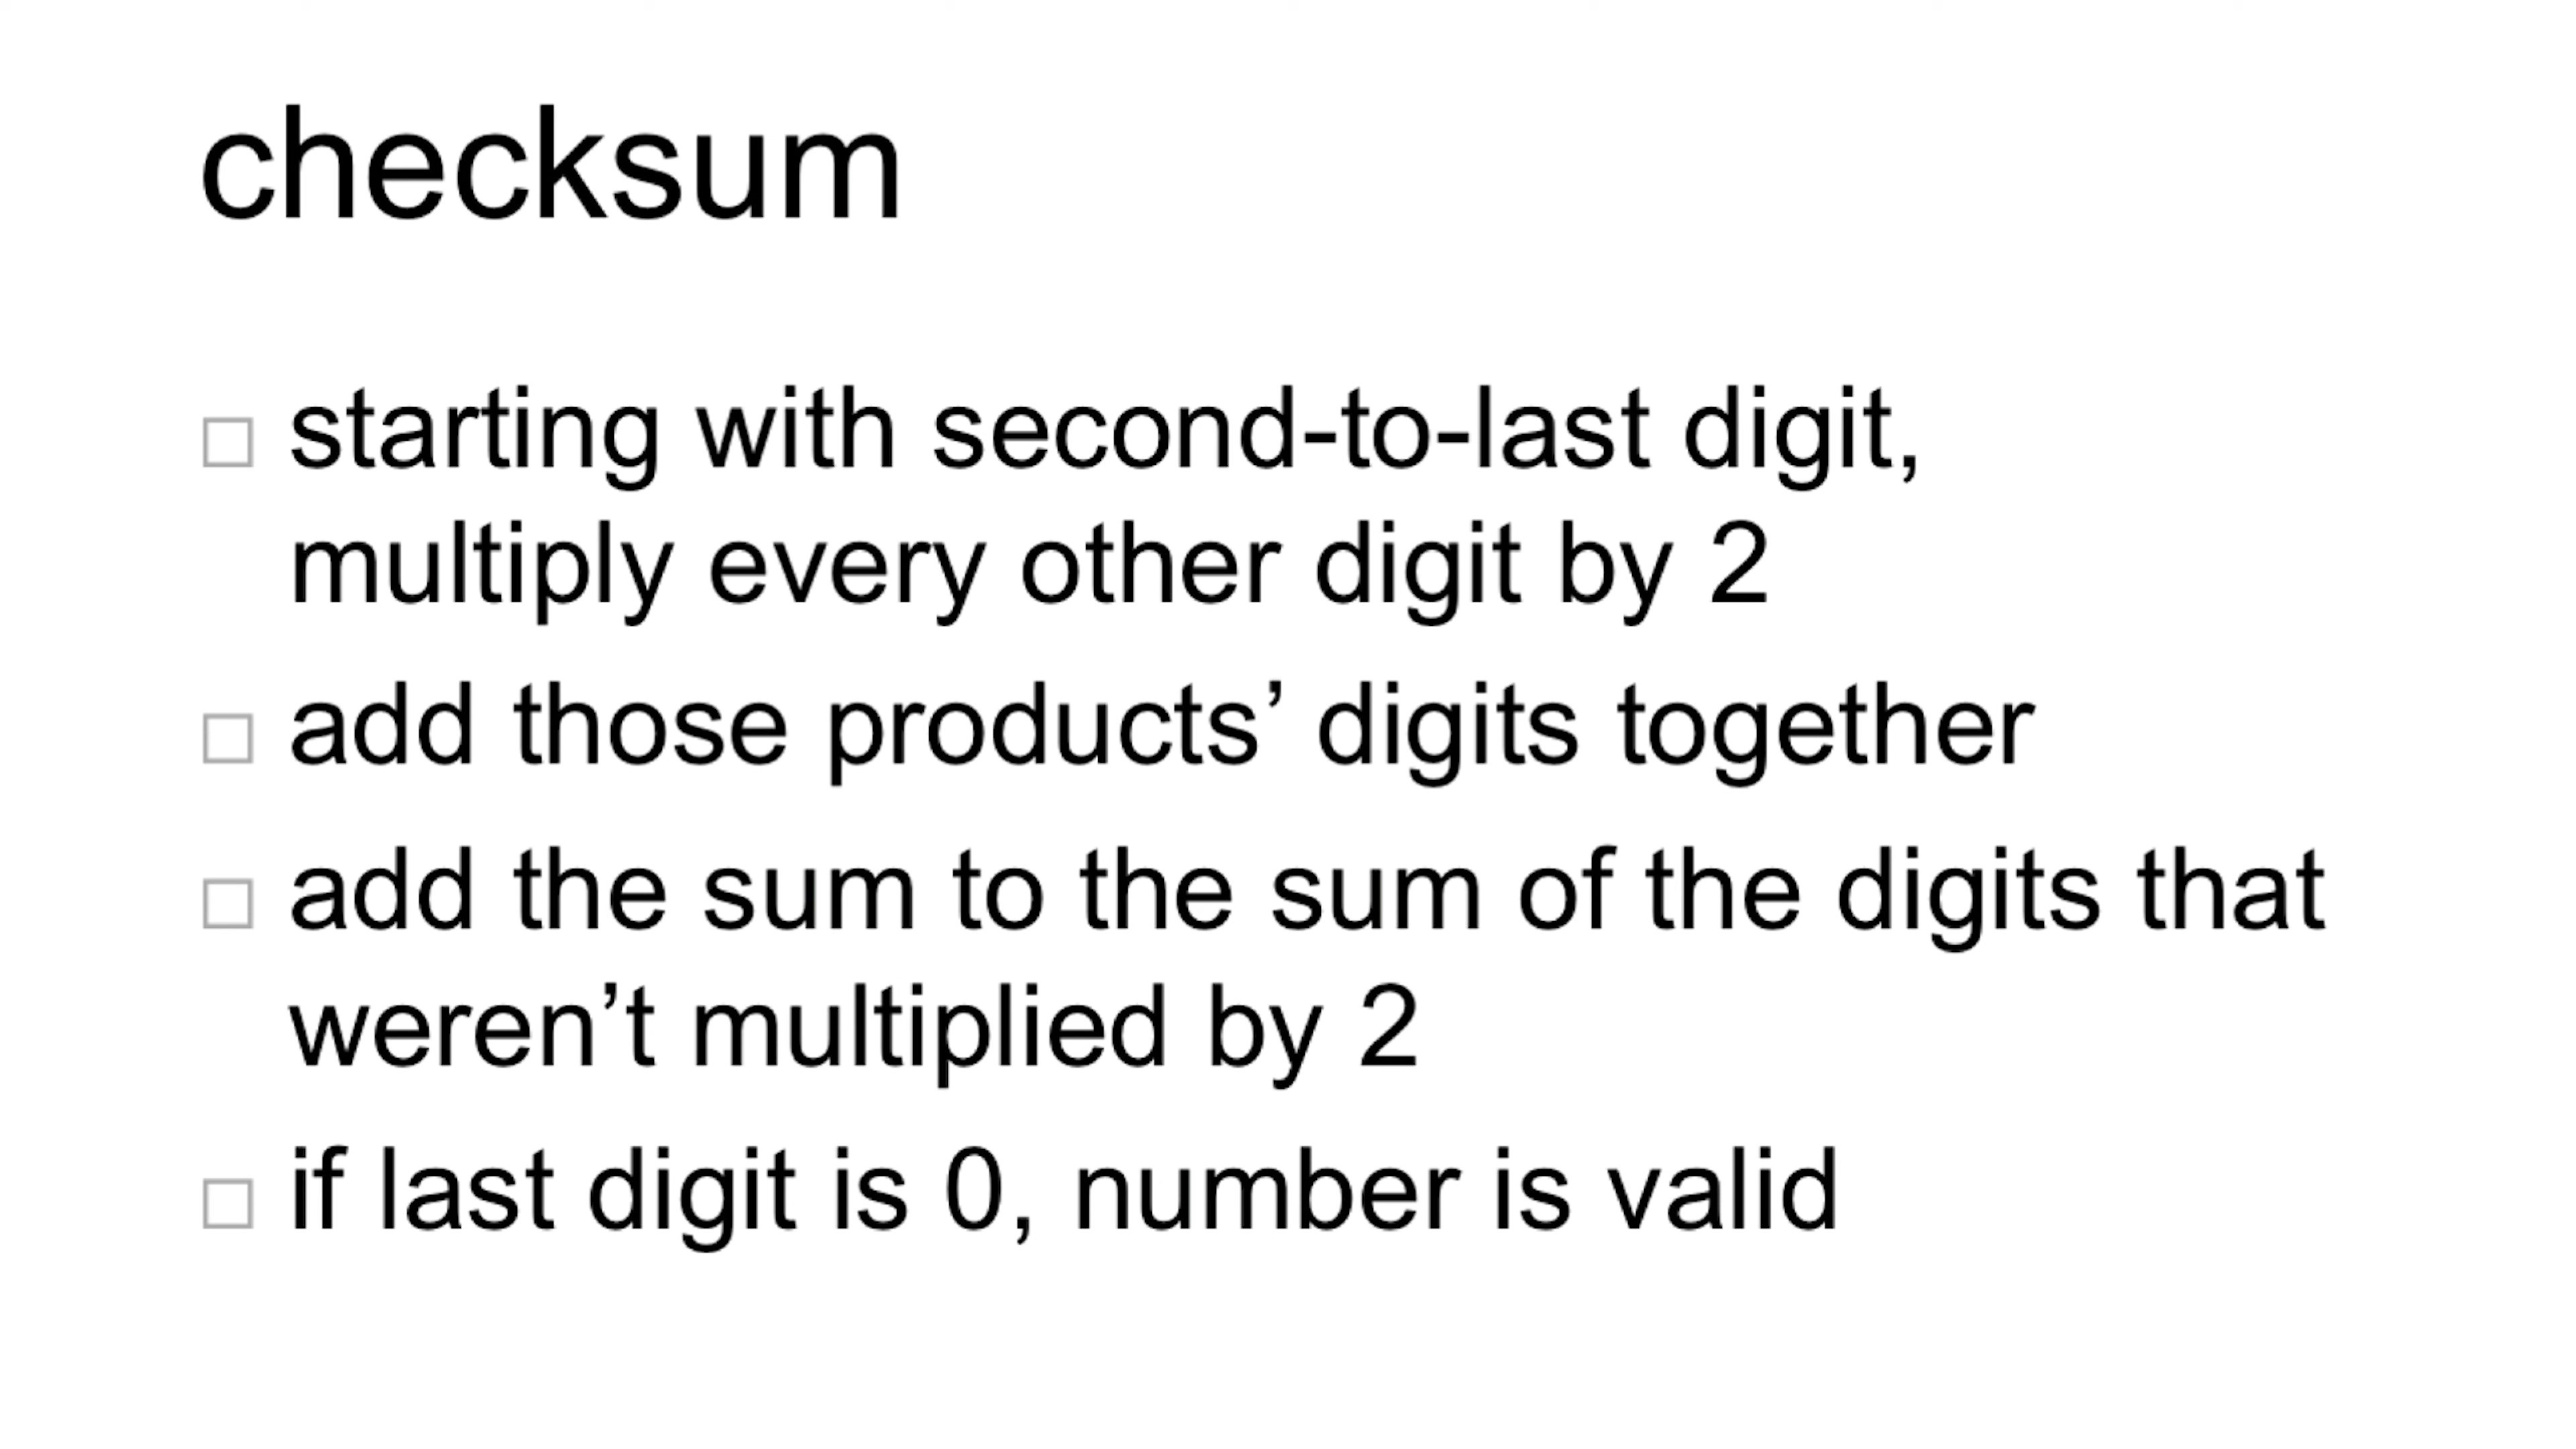 checksum
starting with second-to-last digit,
multiply every other digit by 2
add those products’ digits together
add the sum to the sum of the digits that
weren’t multiplied by 2
if last digit is 0, number is valid